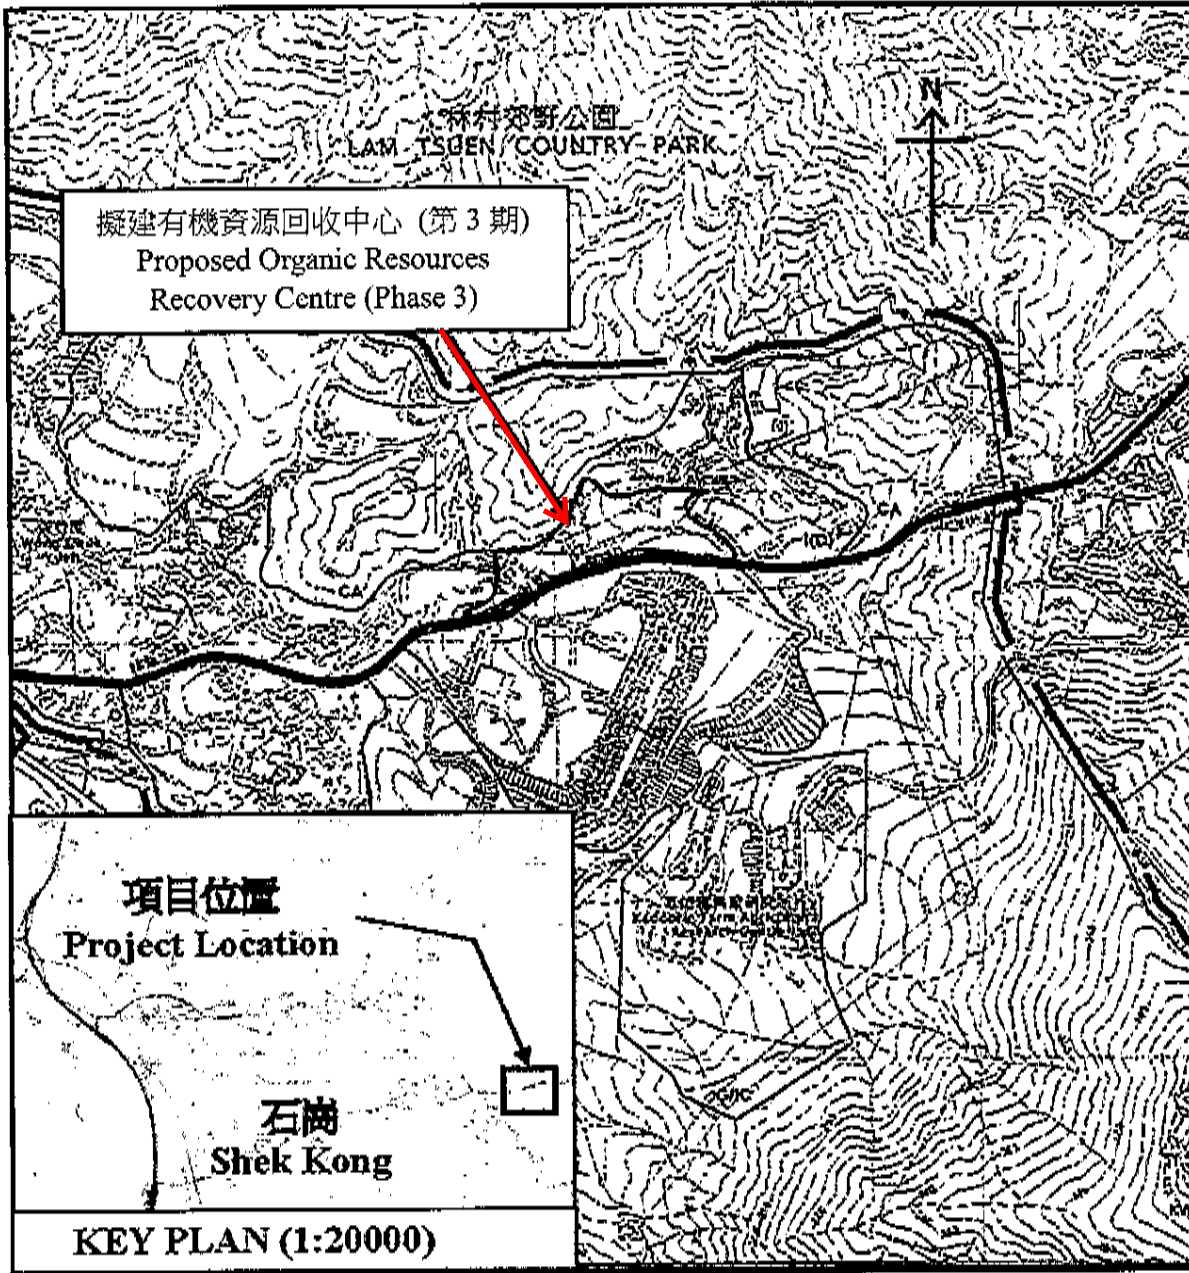 林村郊野公園
LAM TSUEN COUNTRY PARK
N
擬建有機資源回收中心 (第 3 期)
Proposed Organic Resources
Recovery Centre (Phase 3)
CA
CA
項目位置
Project Location
石崗
Shek Kong
KEY PLAN (1:20000)